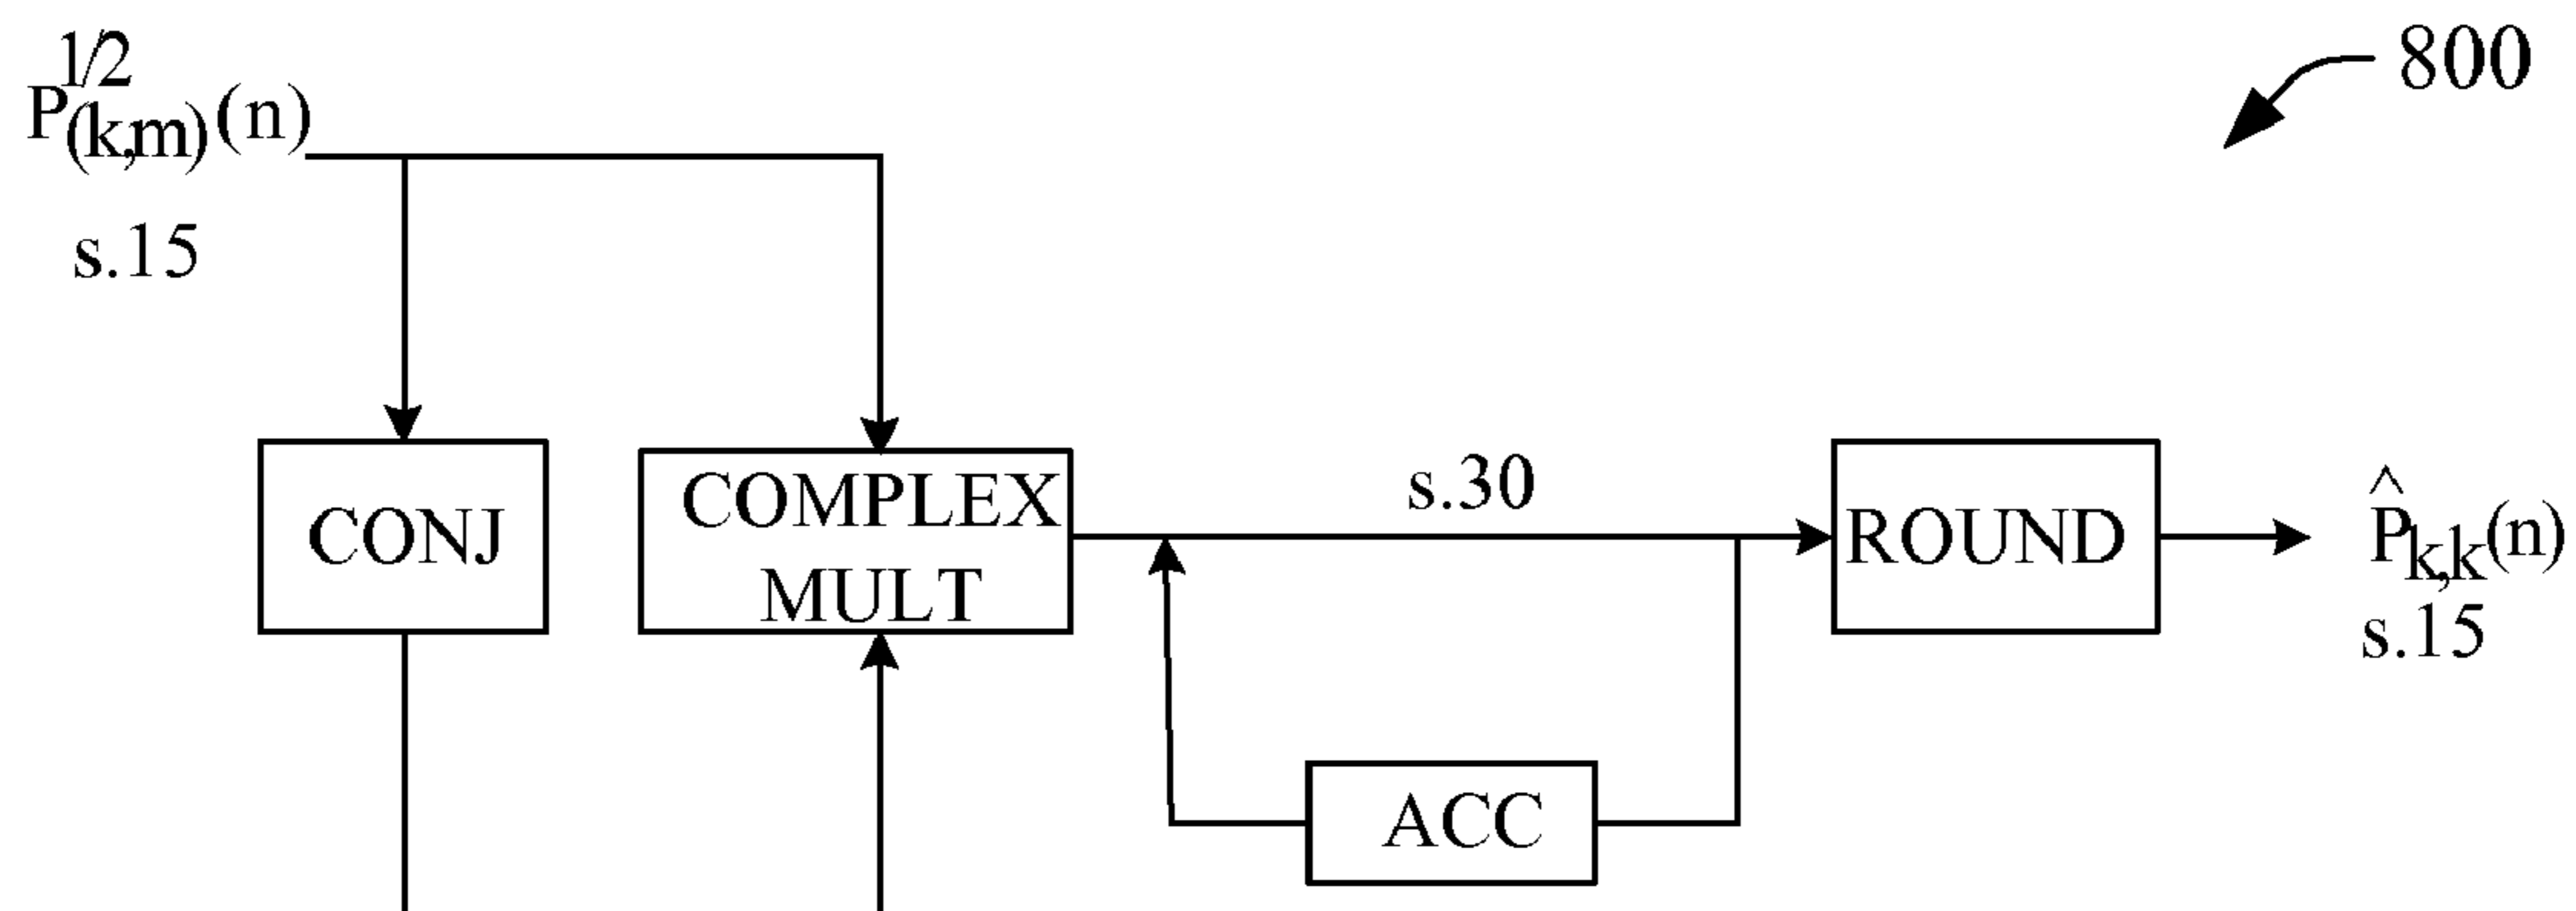 P^{1/2}_{(k,m)}(n)
s.15
800
CONJ
COMPLEX
MULT
s.30
ROUND
P̂_{k,k}(n)
s.15
ACC